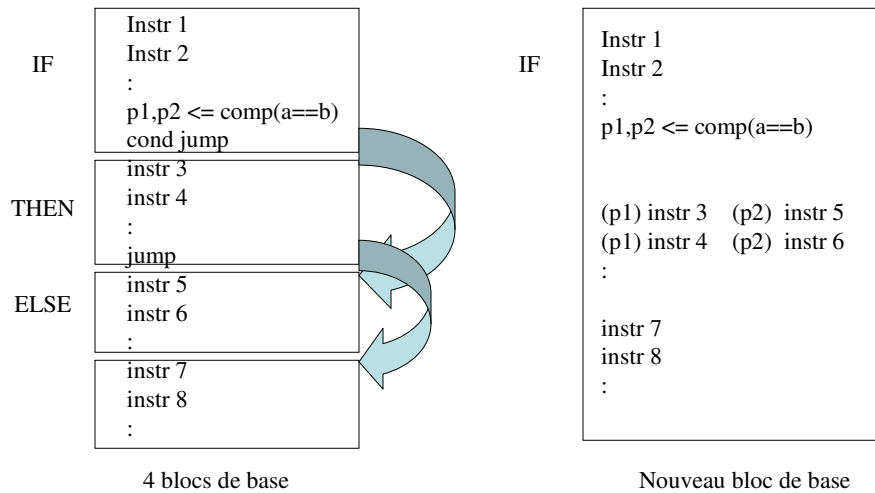 IF
Instr 1
Instr 2
:
p1,p2 <= comp(a==b)
cond jump
THEN
instr 3
instr 4
:
jump
ELSE
instr 5
instr 6
:
instr 7
instr 8
:
4 blocs de base
IF
Instr 1
Instr 2
:
p1,p2 <= comp(a==b)
(p1) instr 3 (p2) instr 5
(p1) instr 4 (p2) instr 6
:
instr 7
instr 8
:
Nouveau bloc de base